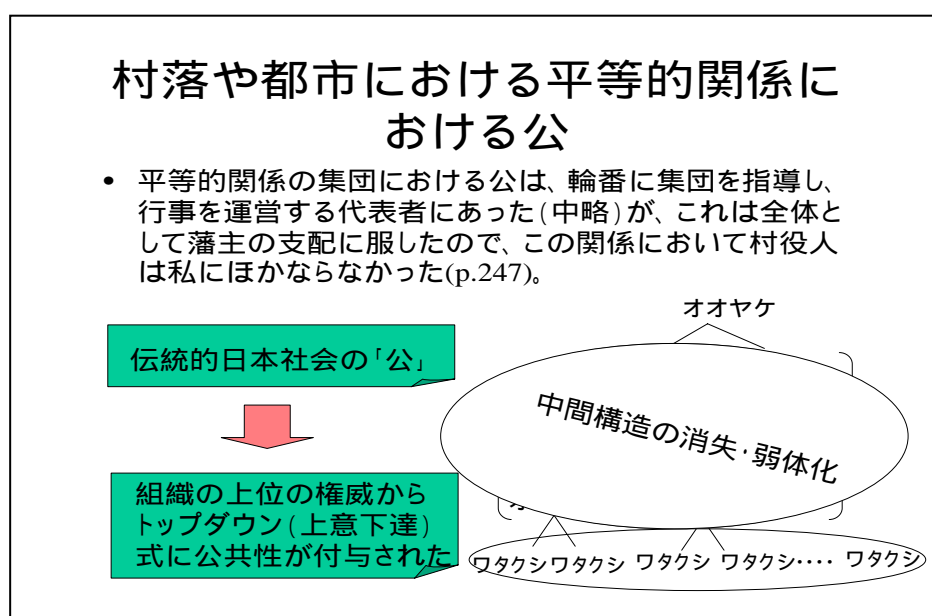 村落や都市における平等的関係に
おける公
• 平等的関係の集団における公は、輪番に集団を指導し、
行事を運営する代表者にあった(中略)が、これは全体と
して藩主の支配に服したので、この関係において村役人
は私にほかならなかった(p.247)。
オオヤケ
伝統的日本社会の「公」
中間構造の消失・弱体化
組織の上位の権威から
トップダウン(上意下達)
式に公共性が付与された
ワタクシワタクシ ワタクシ ワタクシ‥‥ ワタクシ